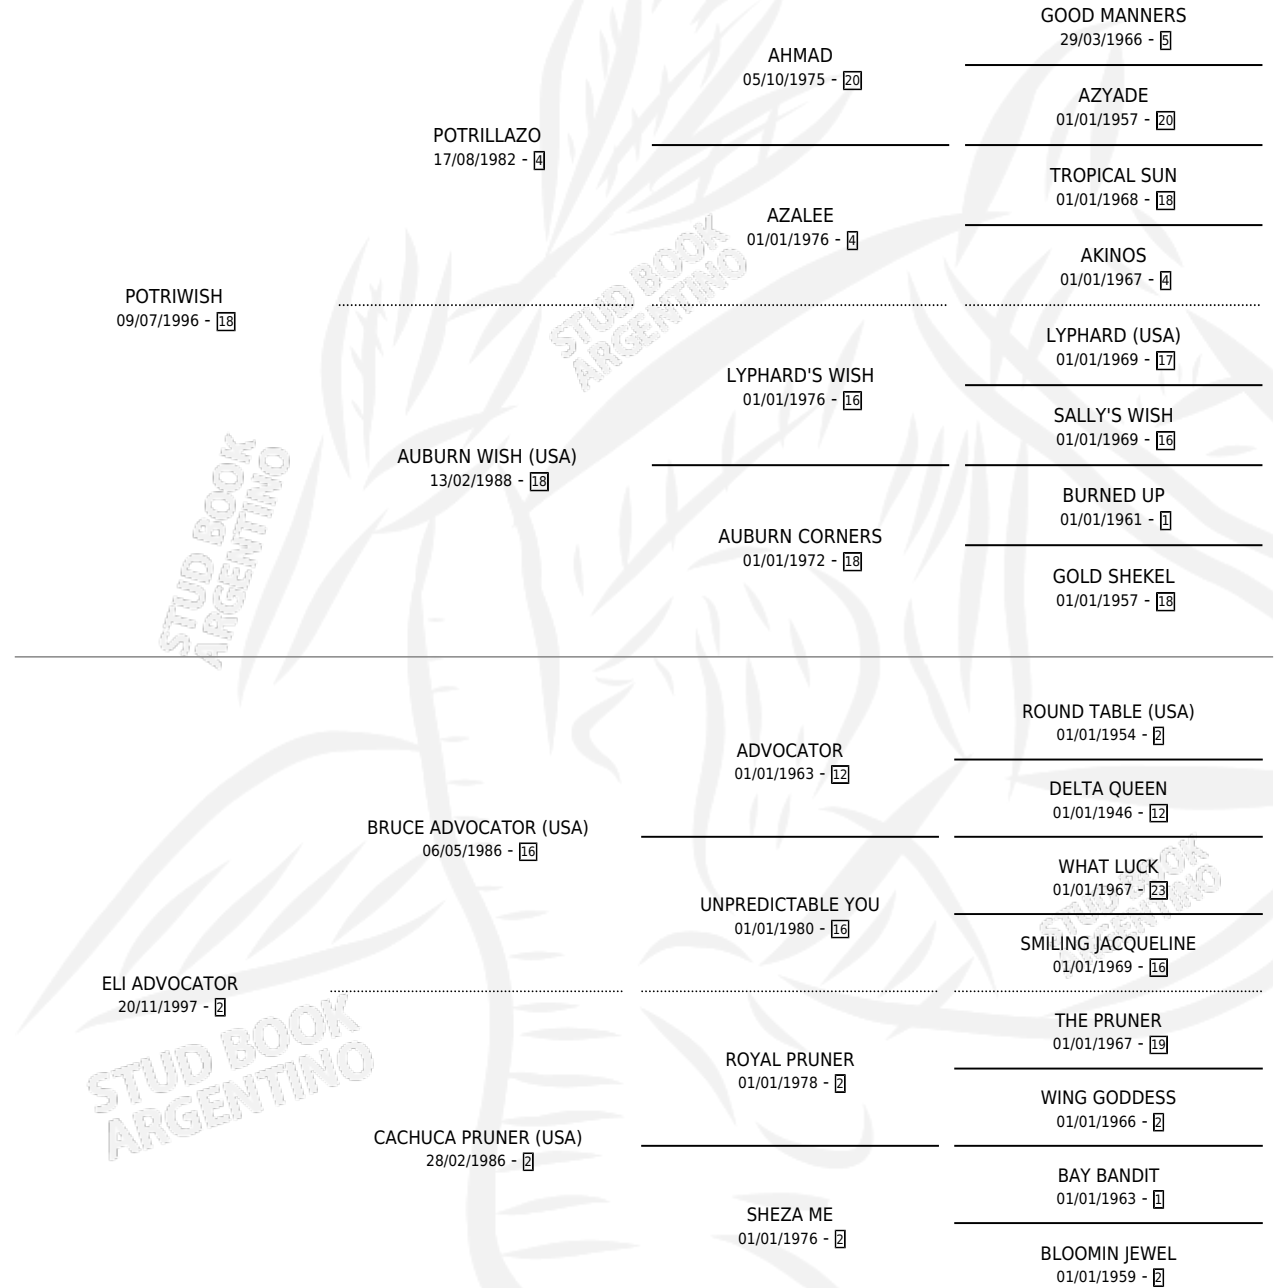 GOOD MANNERS
29/03/1966 - 5
AHMAD
05/10/1975 - 20
AZYADE
01/01/1957 - 20
POTRILLAZO
17/08/1982 - 4
TROPICAL SUN
01/01/1968 - 18
AZALEE
01/01/1976 - 4
AKINOS
01/01/1967 - 4
POTRIWISH
09/07/1996 - 18
LYPHARD (USA)
01/01/1969 - 17
LYPHARD'S WISH
01/01/1976 - 16
SALLY'S WISH
01/01/1969 - 16
AUBURN WISH (USA)
13/02/1988 - 18
BURNED UP
01/01/1961 - 1
AUBURN CORNERS
01/01/1972 - 18
GOLD SHEKEL
01/01/1957 - 18
ROUND TABLE (USA)
01/01/1954 - 2
ADVOCATOR
01/01/1963 - 12
DELTA QUEEN
01/01/1946 - 12
BRUCE ADVOCATOR (USA)
06/05/1986 - 16
WHAT LUCK
01/01/1967 - 23
UNPREDICTABLE YOU
01/01/1980 - 16
SMILING JACQUELINE
01/01/1969 - 16
ELI ADVOCATOR
20/11/1997 - 2
THE PRUNER
01/01/1967 - 19
ROYAL PRUNER
01/01/1978 - 2
WING GODDESS
01/01/1966 - 2
CACHUCA PRUNER (USA)
28/02/1986 - 2
BAY BANDIT
01/01/1963 - 1
SHEZA ME
01/01/1976 - 2
BLOOMIN JEWEL
01/01/1959 - 2
STUD BOOK
ARGENTINO
STUD BOOK
ARGENTINO
STUD BOOK
ARGENTINO
STUD BOOK
ARGENTINO